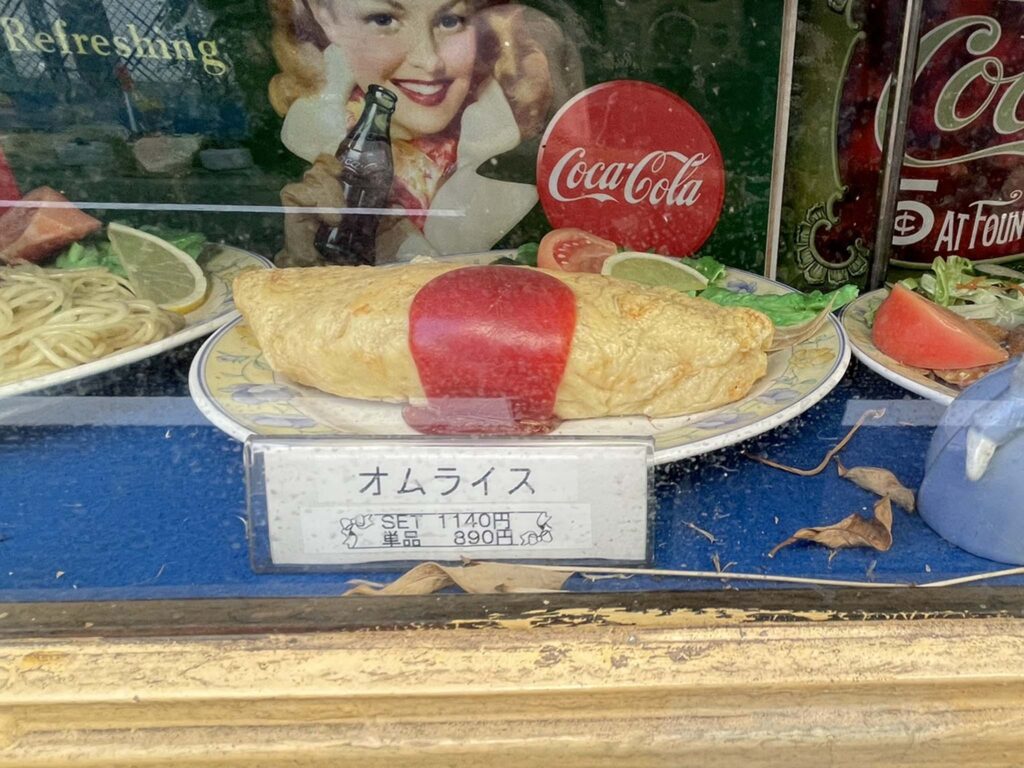 Refreshing
Coca-Cola
5¢ AT FOUN
オムライス
SET 1140円
単品 890円